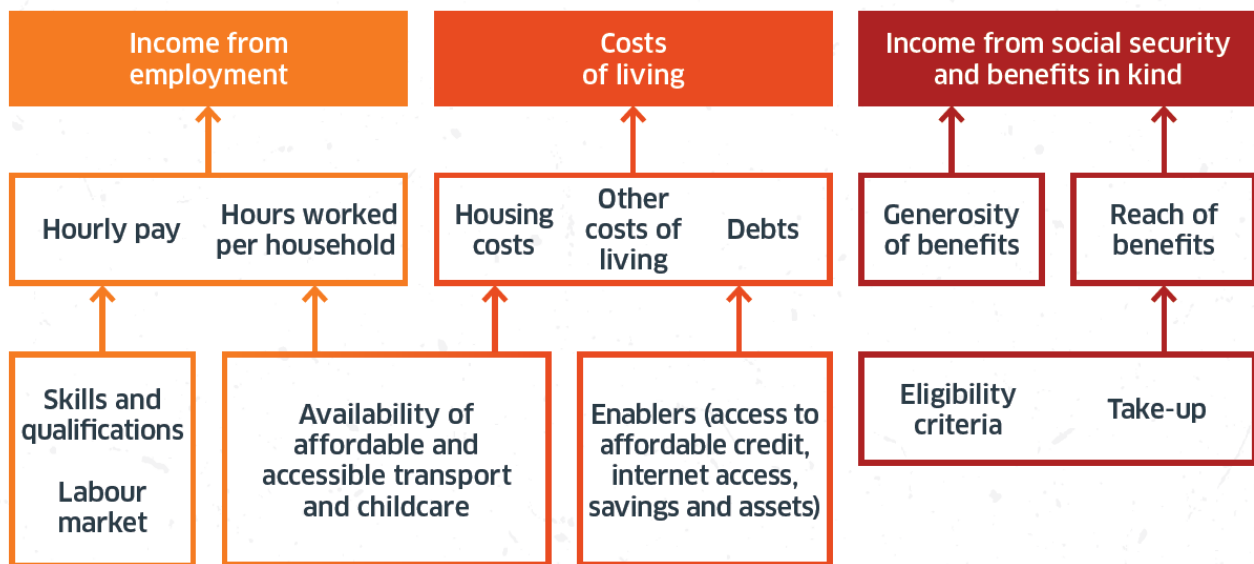 Income from
employment
Costs
of living
Income from social security
and benefits in kind
Hourly pay
Hours worked
per household
Housing
costs
Other
costs of
living
Debts
Generosity
of benefits
Reach of
benefits
Skills and
qualifications
Labour
market
Availability of
affordable and
accessible transport
and childcare
Enablers (access to
affordable credit,
internet access,
savings and assets)
Eligibility
criteria
Take-up